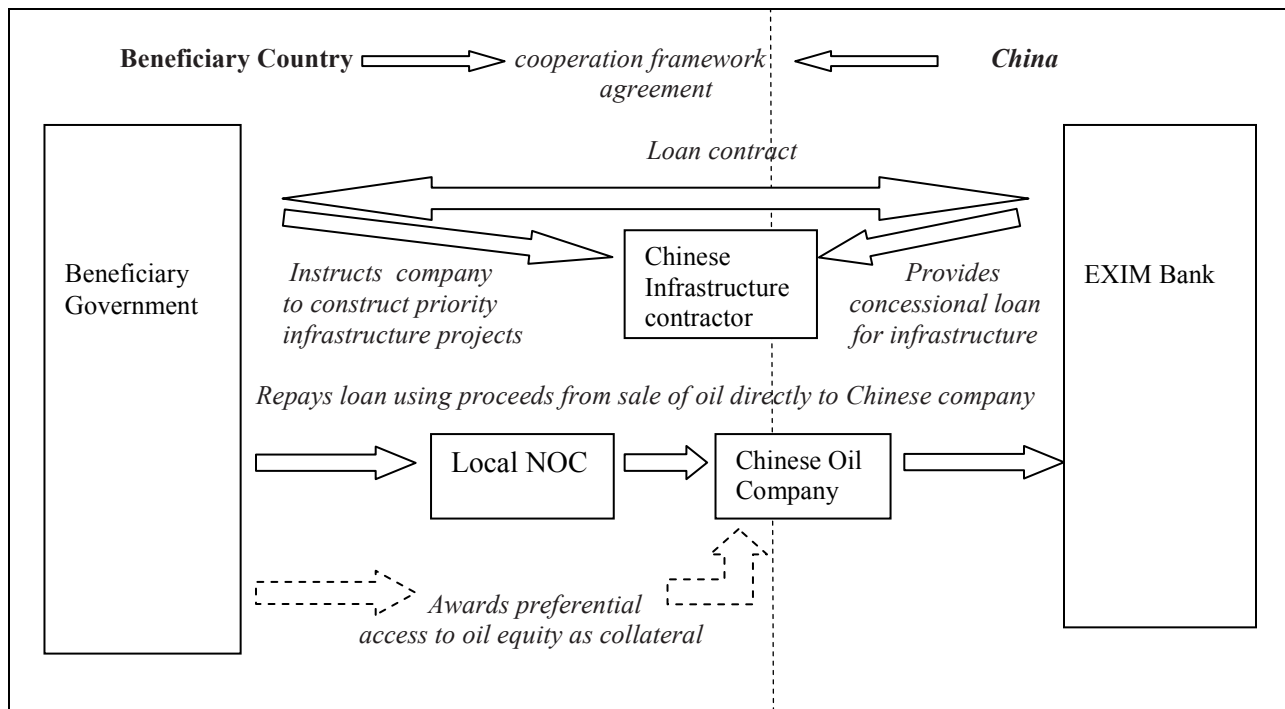 Beneficiary Country
cooperation framework
agreement
China
Loan contract
Beneficiary
Government
Instructs company
to construct priority
infrastructure projects
Chinese
Infrastructure
contractor
Provides
concessional loan
for infrastructure
EXIM Bank
Repays loan using proceeds from sale of oil directly to Chinese company
Local NOC
Chinese Oil
Company
Awards preferential
access to oil equity as collateral